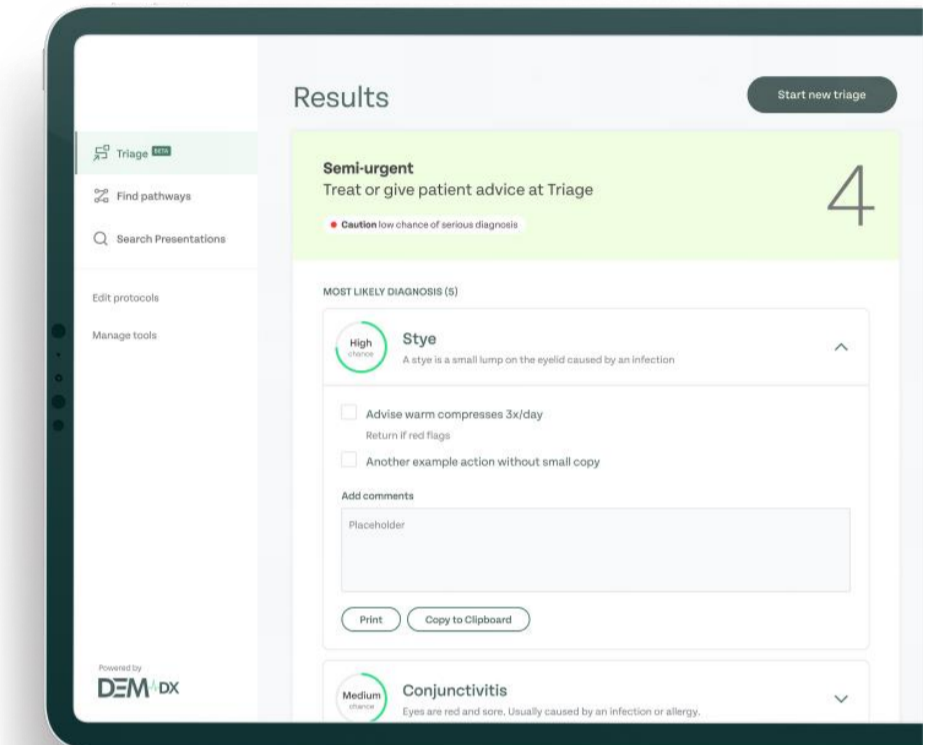 Results
Start new triage
Triage BETA
Find pathways
Search Presentations
Edit protocols
Manage tools
Semi-urgent
Treat or give patient advice at Triage
4
Caution low chance of serious diagnosis
MOST LIKELY DIAGNOSIS (5)
High
chance
Stye
A stye is a small lump on the eyelid caused by an infection
Advise warm compresses 3x/day
Return if red flags
Another example action without small copy
Add comments
Placeholder
Print
Copy to Clipboard
Medium
chance
Conjunctivitis
Eyes are red and sore. Usually caused by an infection or allergy.
Powered by
DEM DX